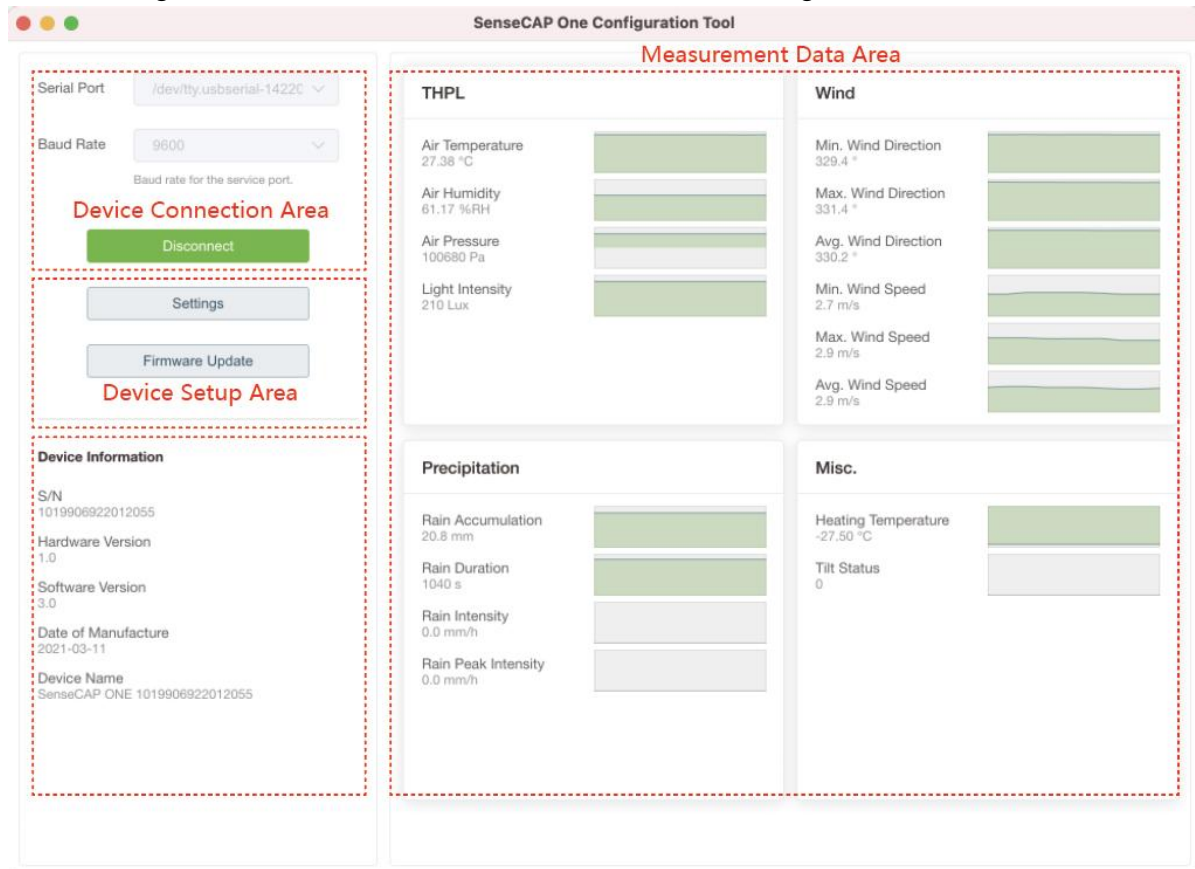 SenseCAP One Configuration Tool
Measurement Data Area
Serial Port
/dev/tty.usbserial-1422
Baud Rate
9600
Baud rate for the service port.
Device Connection Area
Disconnect
Settings
Firmware Update
Device Setup Area
Device Information
S/N
1019906922012055
Hardware Version
1.0
Software Version
3.0
Date of Manufacture
2021-03-11
Device Name
SenseCAP ONE 1019906922012055
THPL
Air Temperature
27.38 °C
Air Humidity
61.17 %RH
Air Pressure
100680 Pa
Light Intensity
210 Lux
Wind
Min. Wind Direction
329.4 °
Max. Wind Direction
331.4 °
Avg. Wind Direction
330.2 °
Min. Wind Speed
2.7 m/s
Max. Wind Speed
2.9 m/s
Avg. Wind Speed
2.9 m/s
Precipitation
Rain Accumulation
20.8 mm
Rain Duration
1040 s
Rain Intensity
0.0 mm/h
Rain Peak Intensity
0.0 mm/h
Misc.
Heating Temperature
-27.50 °C
Tilt Status
0